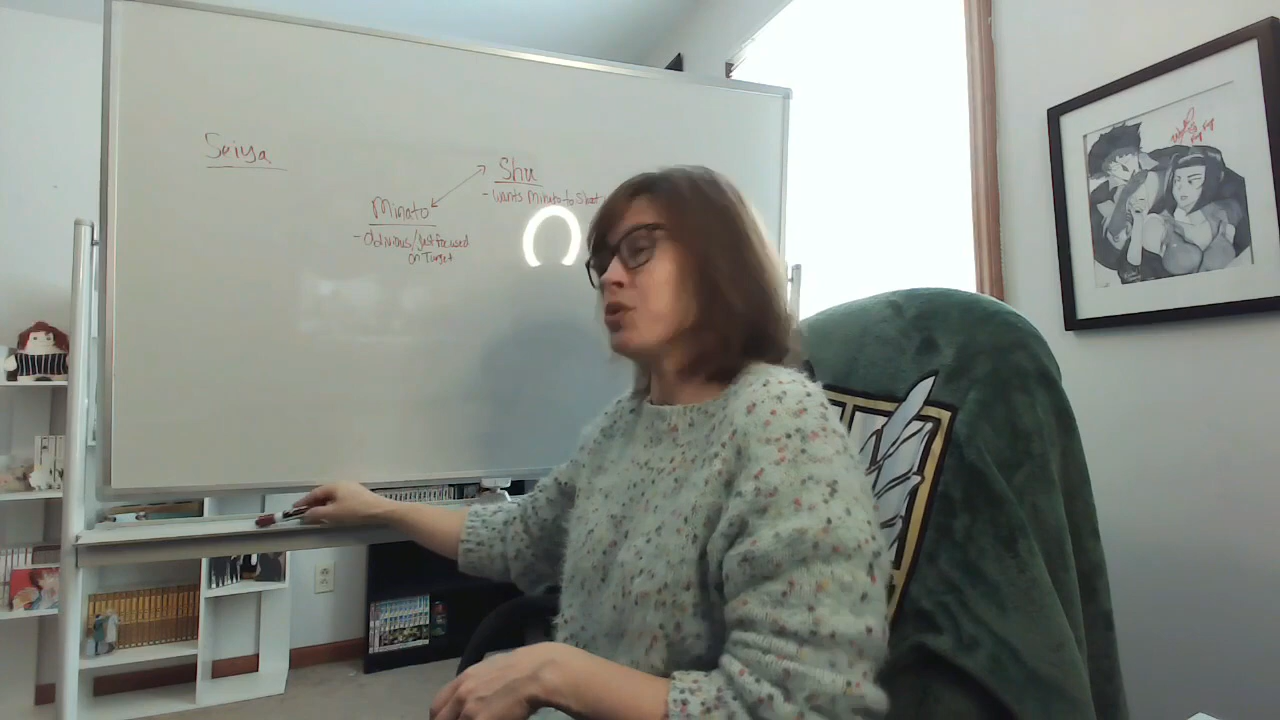 Seiya
Shu
- wants Minato to Shoot
Minato
- Oblivious/Just focused
on Target